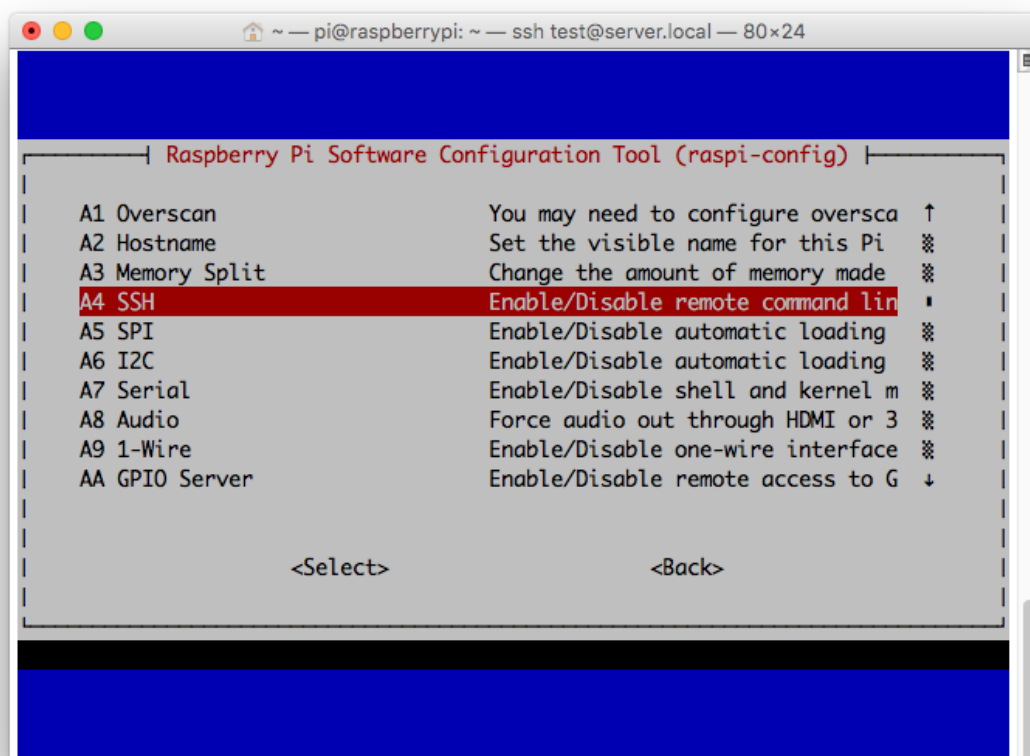 ~ — pi@raspberrypi: ~ — ssh test@server.local — 80×24
Raspberry Pi Software Configuration Tool (raspi-config)
A1 Overscan You may need to configure oversca
A2 Hostname Set the visible name for this Pi
A3 Memory Split Change the amount of memory made
A4 SSH Enable/Disable remote command lin
A5 SPI Enable/Disable automatic loading
A6 I2C Enable/Disable automatic loading
A7 Serial Enable/Disable shell and kernel m
A8 Audio Force audio out through HDMI or 3
A9 1-Wire Enable/Disable one-wire interface
AA GPIO Server Enable/Disable remote access to G
<Select> <Back>